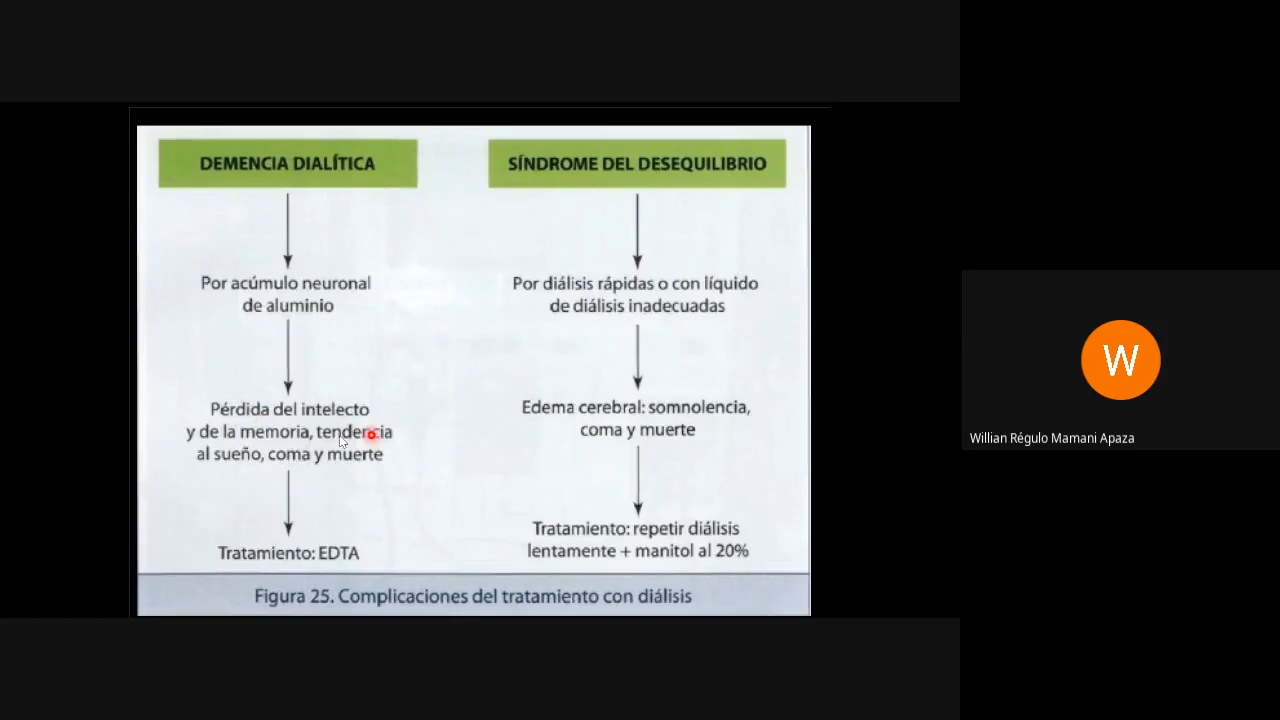 DEMENCIA DIALÍTICA
Por acúmulo neuronal
de aluminio
Pérdida del intelecto
y de la memoria, tendencia
al sueño, coma y muerte
Tratamiento: EDTA
SÍNDROME DEL DESEQUILIBRIO
Por diálisis rápidas o con líquido
de diálisis inadecuadas
Edema cerebral: somnolencia,
coma y muerte
Tratamiento: repetir diálisis
lentamente + manitol al 20%
Figura 25. Complicaciones del tratamiento con diálisis
W
Willian Régulo Mamani Apaza